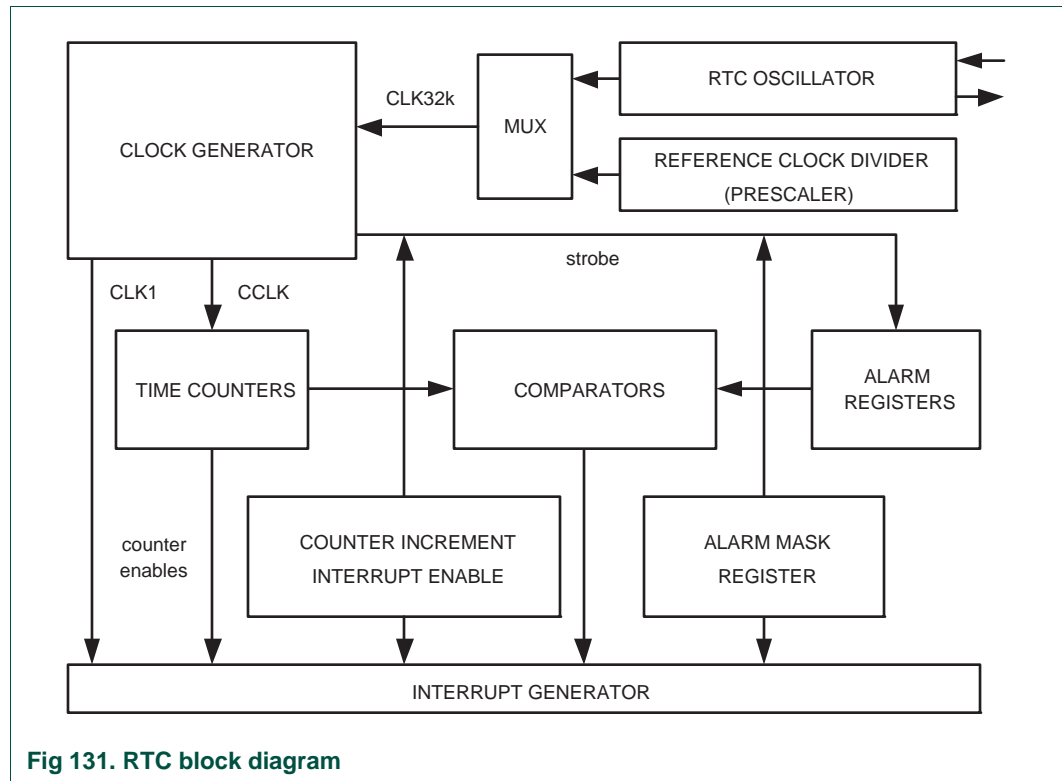 RTC OSCILLATOR
CLK32k
MUX
CLOCK GENERATOR
REFERENCE CLOCK DIVIDER
(PRESCALER)
strobe
CLK1
CCLK
TIME COUNTERS
COMPARATORS
ALARM
REGISTERS
counter
enables
COUNTER INCREMENT
INTERRUPT ENABLE
ALARM MASK
REGISTER
INTERRUPT GENERATOR
Fig 131. RTC block diagram